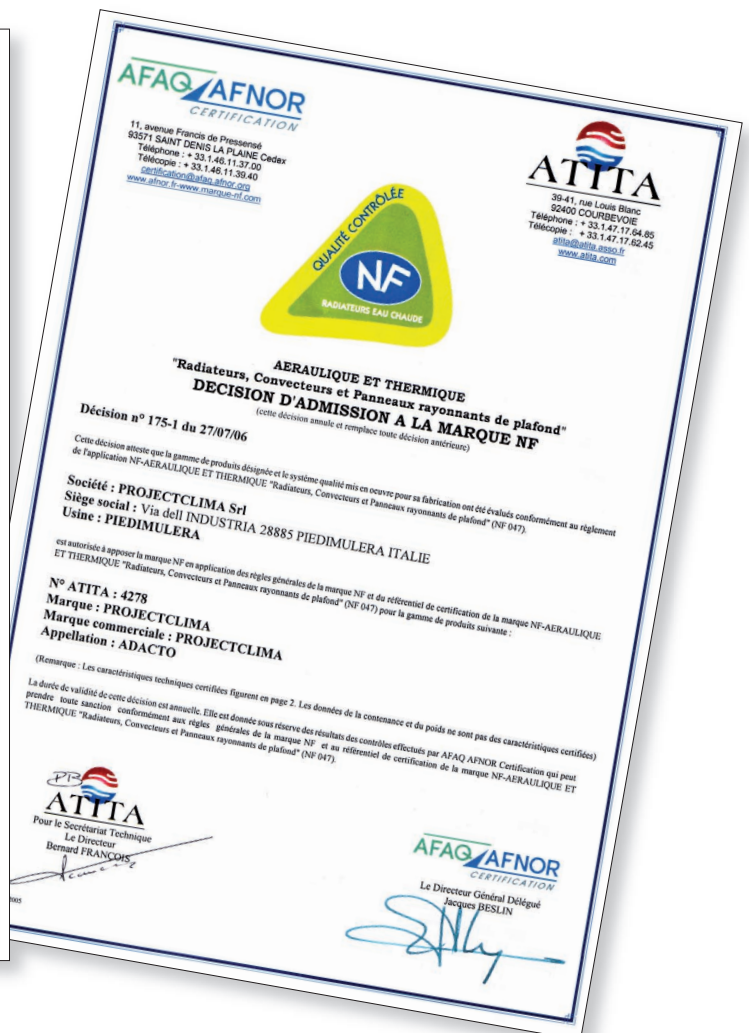 AFAQ AFNOR
CERTIFICATION
11, avenue Francis de Pressensé
93571 SAINT DENIS LA PLAINE Cedex
Téléphone : + 33.1.46.11.37.00
Télécopie : + 33.1.46.11.39.40
certification@afaq.afnor.org
www.afnor.fr-www.marque-nf.com
ATITA
39-41, rue Louis Blanc
92400 COURBEVOIE
Téléphone : + 33.1.47.17.64.85
Télécopie : + 33.1.47.17.62.45
atita@atita.asso.fr
www.atita.com
QUALITÉ CONTRÔLÉE
NF
RADIATEURS EAU CHAUDE
AERAULIQUE ET THERMIQUE
"Radiateurs, Convecteurs et Panneaux rayonnants de plafond"
DECISION D'ADMISSION A LA MARQUE NF
(cette décision annule et remplace toute décision antérieure)
Décision n° 175-1 du 27/07/06
Cette décision atteste que la gamme de produits désignée et le système qualité mis en oeuvre pour sa fabrication ont été évalués conformément au règlement
de l'application NF-AERAULIQUE ET THERMIQUE "Radiateurs, Convecteurs et Panneaux rayonnants de plafond" (NF 047).
Société : PROJECTCLIMA Srl
Siège social : Via dell INDUSTRIA 28885 PIEDIMULERA ITALIE
Usine : PIEDIMULERA
est autorisée à apposer la marque NF en application des règles générales de la marque NF et du référentiel de certification de la marque NF-AERAULIQUE
ET THERMIQUE "Radiateurs, Convecteurs et Panneaux rayonnants de plafond" (NF 047) pour la gamme de produits suivante :
N° ATITA : 4278
Marque : PROJECTCLIMA
Marque commerciale : PROJECTCLIMA
Appellation : ADACTO
(Remarque : Les caractéristiques techniques certifiées figurent en page 2. Les données de la contenance et du poids ne sont pas des caractéristiques certifiées)
La durée de validité de cette décision est annuelle. Elle est donnée sous réserve des résultats des contrôles effectués par AFAQ AFNOR Certification qui peut
prendre toute sanction conformément aux règles générales de la marque NF et au référentiel de certification de la marque NF-AERAULIQUE ET
THERMIQUE "Radiateurs, Convecteurs et Panneaux rayonnants de plafond" (NF 047).
PB
ATITA
Pour le Secrétariat Technique
Le Directeur
Bernard FRANCOIS
AFAQ AFNOR
CERTIFICATION
Le Directeur Général Délégué
Jacques BESLIN
2005